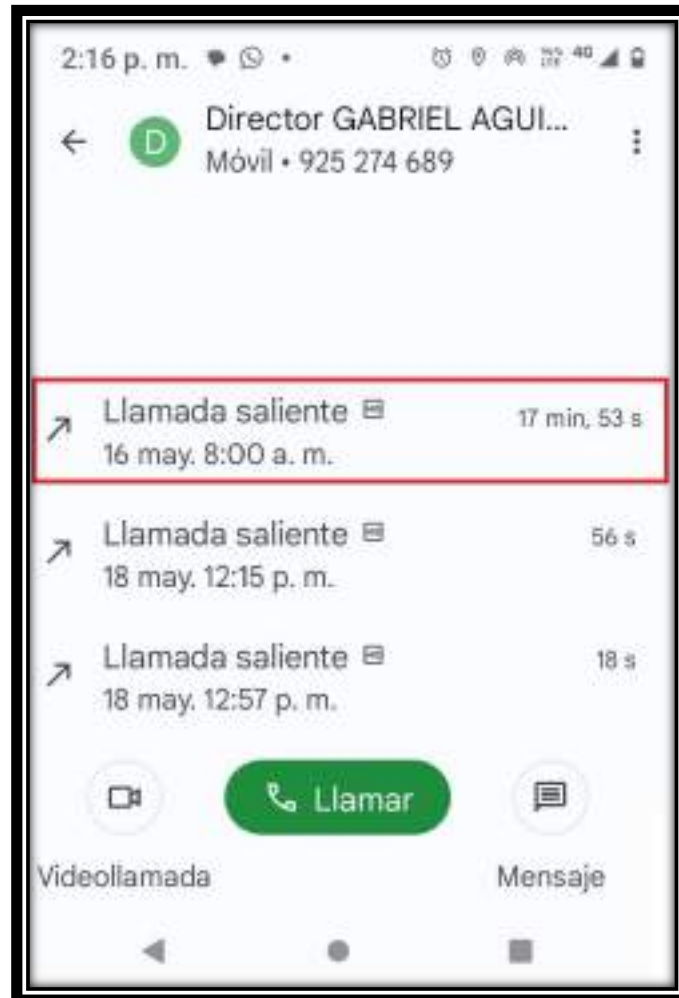 2:16 p. m.
4G
D
Director GABRIEL AGUI...
Móvil • 925 274 689
Llamada saliente
17 min, 53 s
16 may. 8:00 a. m.
Llamada saliente
56 s
18 may. 12:15 p. m.
Llamada saliente
18 s
18 may. 12:57 p. m.
Llamar
Videollamada
Mensaje